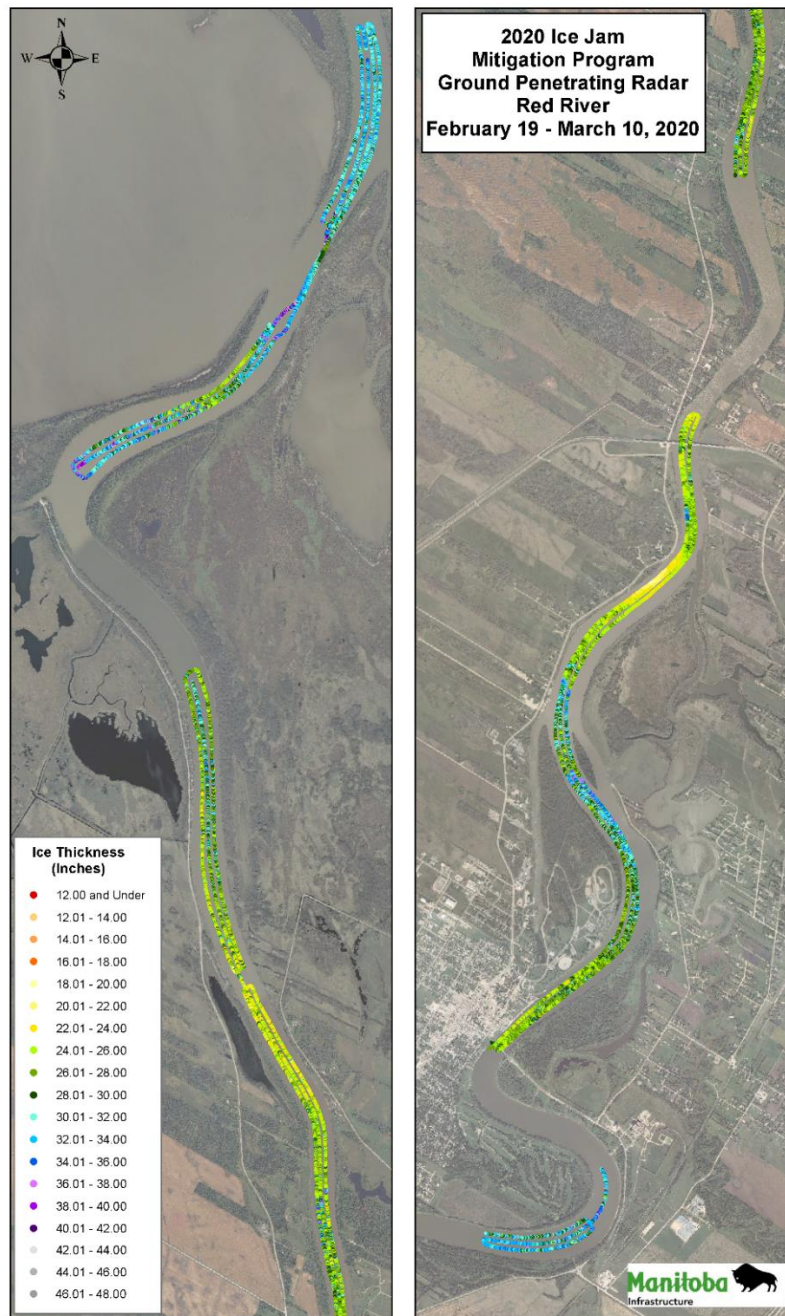 N
W E
S
2020 Ice Jam
Mitigation Program
Ground Penetrating Radar
Red River
February 19 - March 10, 2020
Ice Thickness
(Inches)
12.00 and Under
12.01 - 14.00
14.01 - 16.00
16.01 - 18.00
18.01 - 20.00
20.01 - 22.00
22.01 - 24.00
24.01 - 26.00
26.01 - 28.00
28.01 - 30.00
30.01 - 32.00
32.01 - 34.00
34.01 - 36.00
36.01 - 38.00
38.01 - 40.00
40.01 - 42.00
42.01 - 44.00
44.01 - 46.00
46.01 - 48.00
Manitoba
Infrastructure